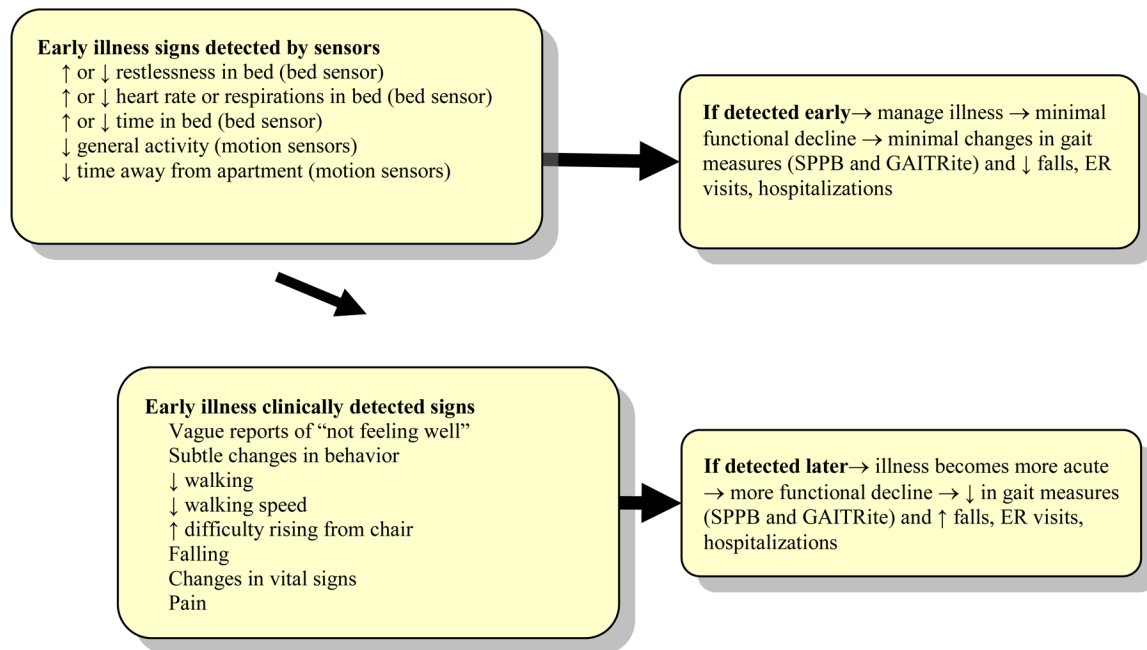 Early illness signs detected by sensors
↑ or ↓ restlessness in bed (bed sensor)
↑ or ↓ heart rate or respirations in bed (bed sensor)
↑ or ↓ time in bed (bed sensor)
↓ general activity (motion sensors)
↓ time away from apartment (motion sensors)
If detected early→ manage illness → minimal
functional decline → minimal changes in gait
measures (SPPB and GAITRite) and ↓ falls, ER
visits, hospitalizations
Early illness clinically detected signs
Vague reports of “not feeling well”
Subtle changes in behavior
↓ walking
↓ walking speed
↑ difficulty rising from chair
Falling
Changes in vital signs
Pain
If detected later→ illness becomes more acute
→ more functional decline → ↓ in gait measures
(SPPB and GAITRite) and ↑ falls, ER visits,
hospitalizations